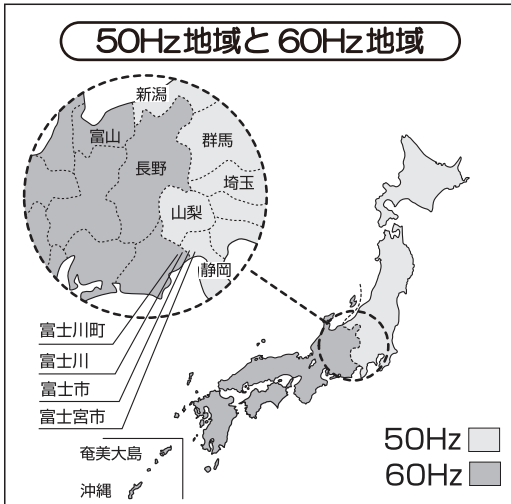 50Hz地域と60Hz地域
新潟
富山
群馬
長野
埼玉
山梨
静岡
富士川町
富士川
富士市
富士宮市
奄美大島
沖縄
50Hz
60Hz